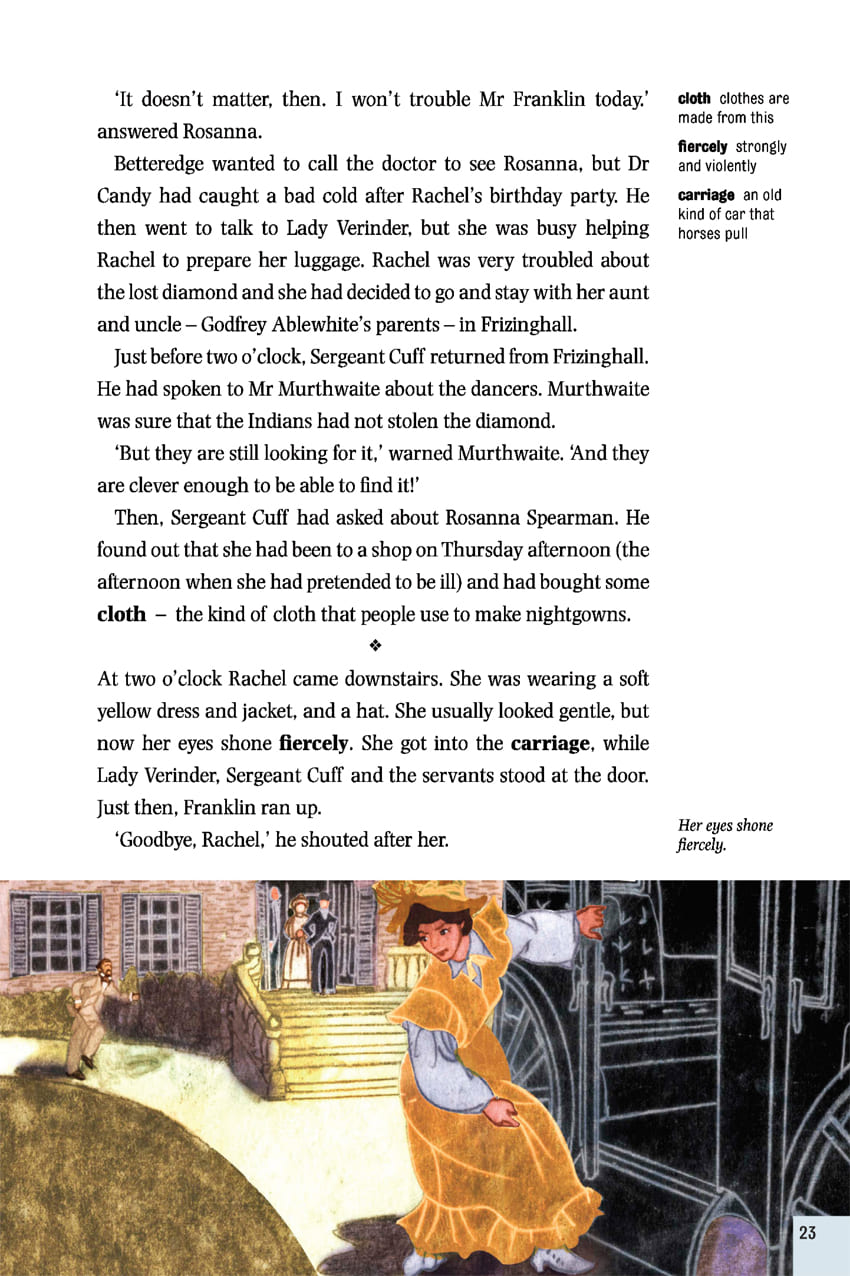 ‘It doesn’t matter, then. I won’t trouble Mr Franklin today.’
answered Rosanna.
Betteredge wanted to call the doctor to see Rosanna, but Dr
Candy had caught a bad cold after Rachel’s birthday party. He
then went to talk to Lady Verinder, but she was busy helping
Rachel to prepare her luggage. Rachel was very troubled about
the lost diamond and she had decided to go and stay with her aunt
and uncle – Godfrey Ablewhite’s parents – in Frizinghall.
Just before two o’clock, Sergeant Cuff returned from Frizinghall.
He had spoken to Mr Murthwaite about the dancers. Murthwaite
was sure that the Indians had not stolen the diamond.
‘But they are still looking for it,’ warned Murthwaite. ‘And they
are clever enough to be able to find it!’
Then, Sergeant Cuff had asked about Rosanna Spearman. He
found out that she had been to a shop on Thursday afternoon (the
afternoon when she had pretended to be ill) and had bought some
cloth – the kind of cloth that people use to make nightgowns.
❖
At two o’clock Rachel came downstairs. She was wearing a soft
yellow dress and jacket, and a hat. She usually looked gentle, but
now her eyes shone fiercely. She got into the carriage, while
Lady Verinder, Sergeant Cuff and the servants stood at the door.
Just then, Franklin ran up.
‘Goodbye, Rachel,’ he shouted after her.
cloth clothes are
made from this
fiercely strongly
and violently
carriage an old
kind of car that
horses pull
Her eyes shone
fiercely.
23